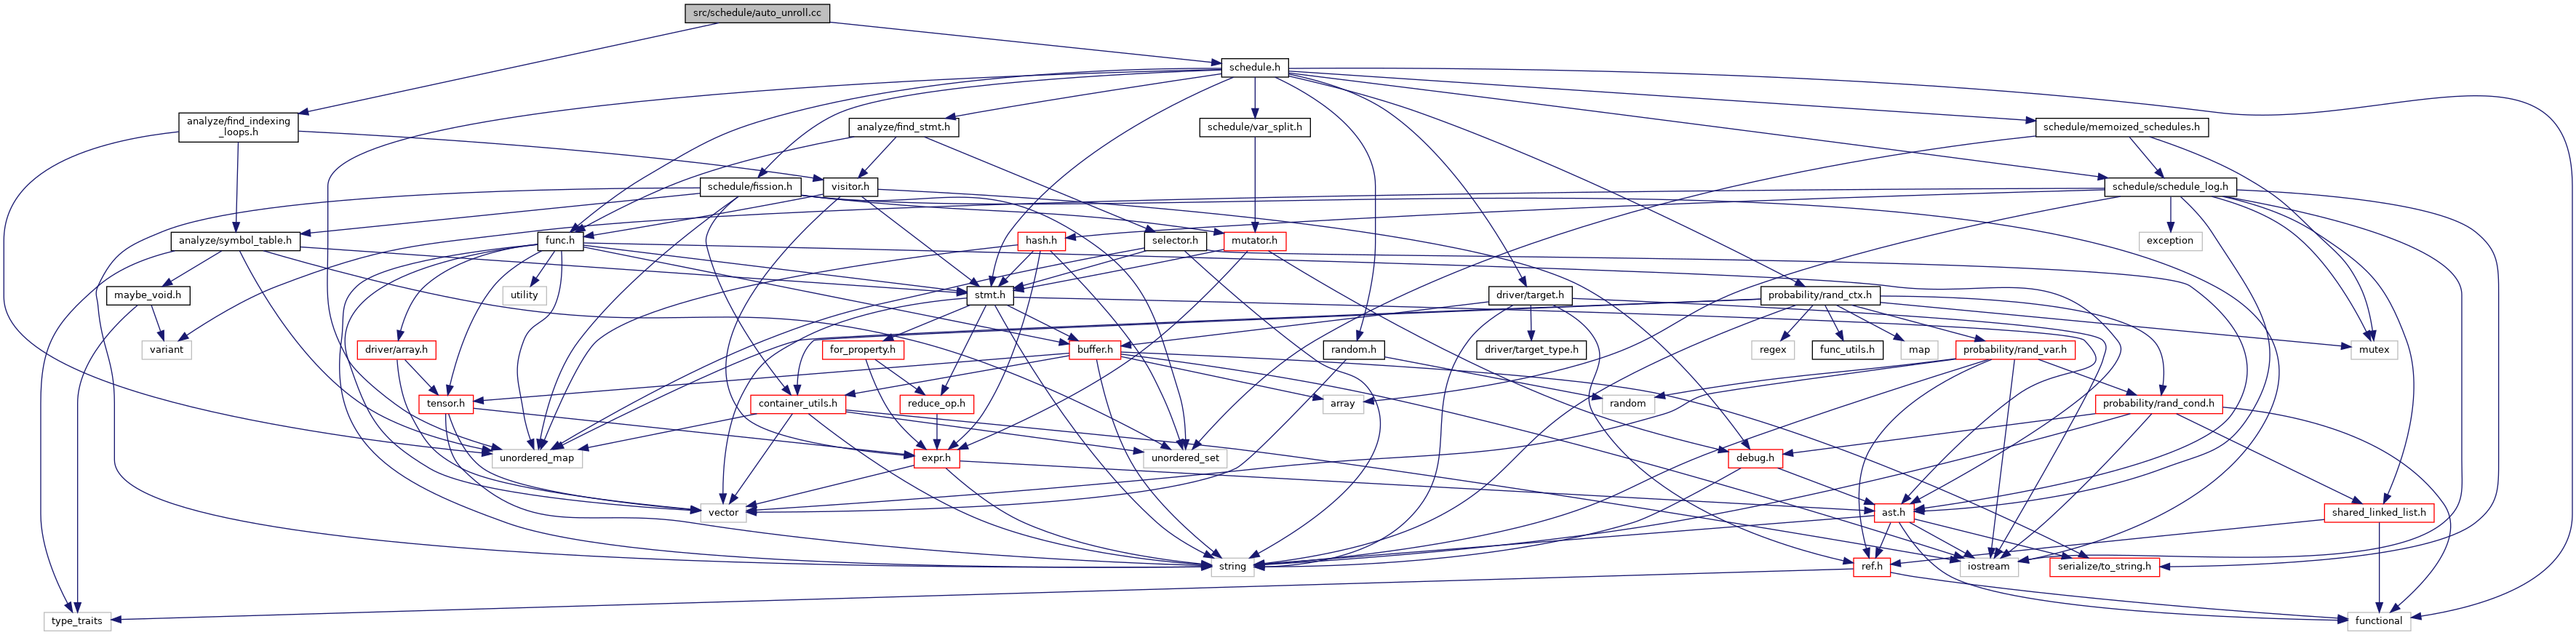 src/schedule/auto_unroll.cc
schedule.h
analyze/find_indexing
_loops.h
analyze/find_stmt.h
schedule/var_split.h
schedule/memoized_schedules.h
schedule/fission.h
visitor.h
schedule/schedule_log.h
analyze/symbol_table.h
func.h
hash.h
selector.h
mutator.h
exception
maybe_void.h
utility
stmt.h
driver/target.h
probability/rand_ctx.h
variant
driver/array.h
for_property.h
buffer.h
random.h
driver/target_type.h
regex
func_utils.h
map
probability/rand_var.h
mutex
tensor.h
container_utils.h
reduce_op.h
array
random
probability/rand_cond.h
unordered_map
expr.h
unordered_set
debug.h
vector
ast.h
shared_linked_list.h
string
ref.h
iostream
serialize/to_string.h
type_traits
functional